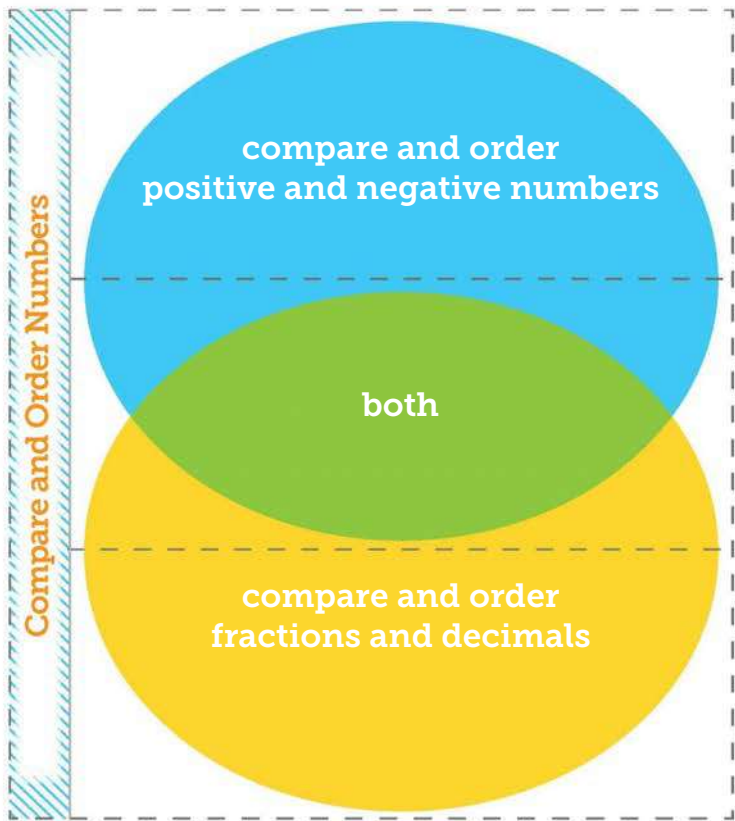 Compare and Order Numbers
compare and order
positive and negative numbers
both
compare and order
fractions and decimals